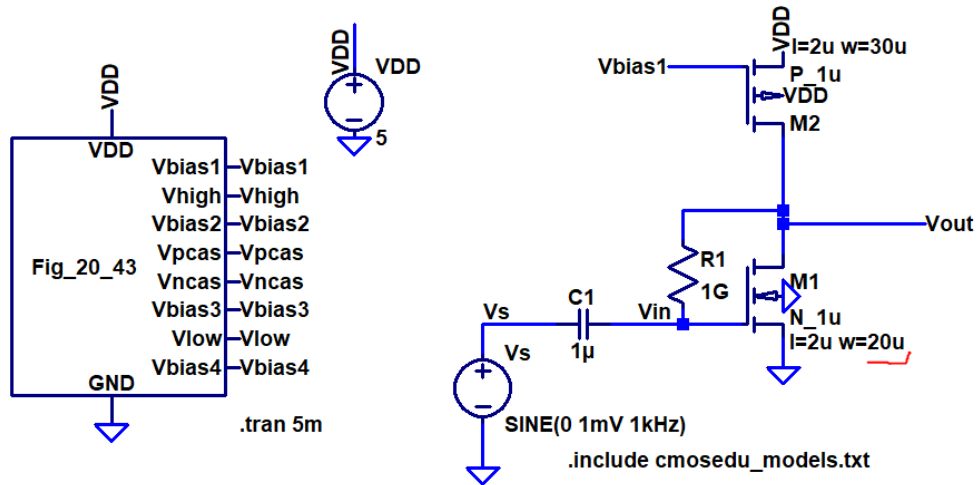 VDD
VDD
Vbias1
Vbias1
Vhigh
Vhigh
Vbias2
Vbias2
Vpcas
Vpcas
Vncas
Vncas
Vbias3
Vbias3
Vlow
Vlow
Vbias4
Vbias4
Fig_20_43
GND
VDD
VDD
5
.tran 5m
VDD
l=2u w=30u
Vbias1
P_1u
VDD
M2
Vout
R1
1G
M1
N_1u
l=2u w=20u
C1
1µ
Vs
Vin
Vs
SINE(0 1mV 1kHz)
.include cmosedu_models.txt